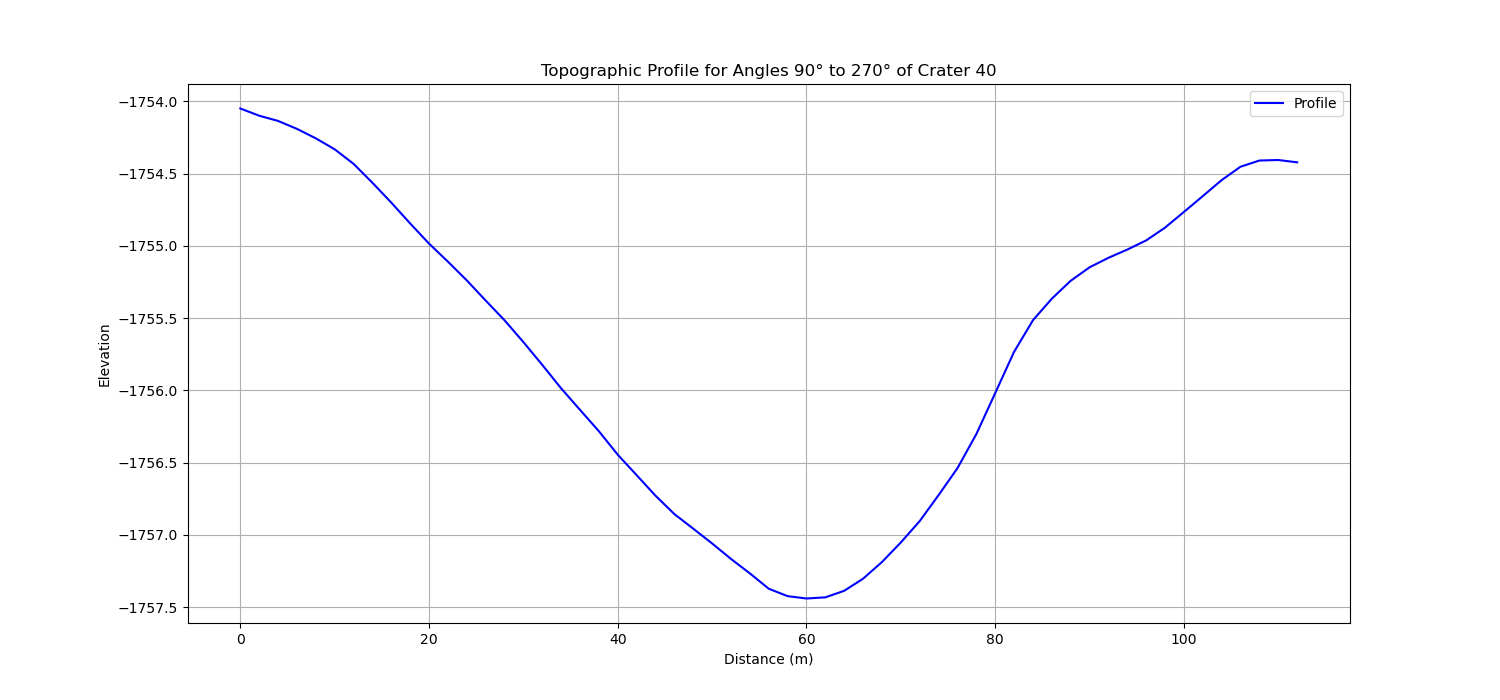 Topographic Profile for Angles 90° to 270° of Crater 40
Profile
−1754.0
−1754.5
−1755.0
−1755.5
−1756.0
−1756.5
−1757.0
−1757.5
Elevation
0 20 40 60 80 100
Distance (m)